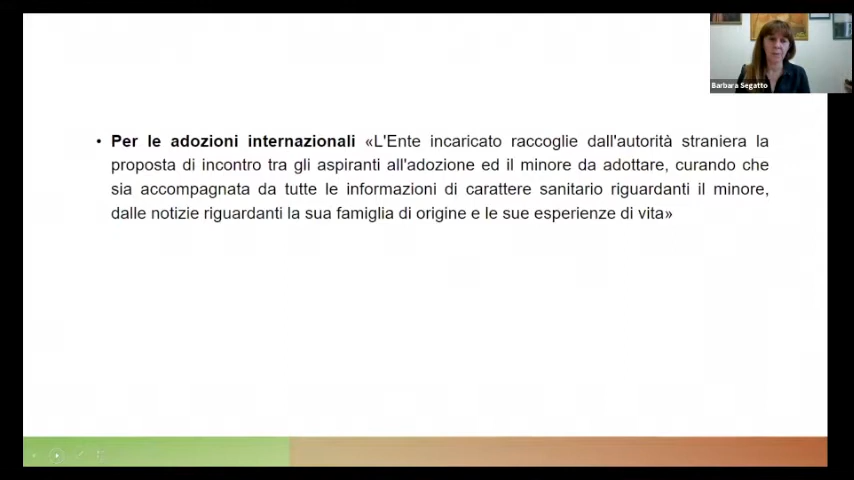 Barbara Segatto
• Per le adozioni internazionali «L'Ente incaricato raccoglie dall'autorità straniera la
proposta di incontro tra gli aspiranti all'adozione ed il minore da adottare, curando che
sia accompagnata da tutte le informazioni di carattere sanitario riguardanti il minore,
dalle notizie riguardanti la sua famiglia di origine e le sue esperienze di vita»